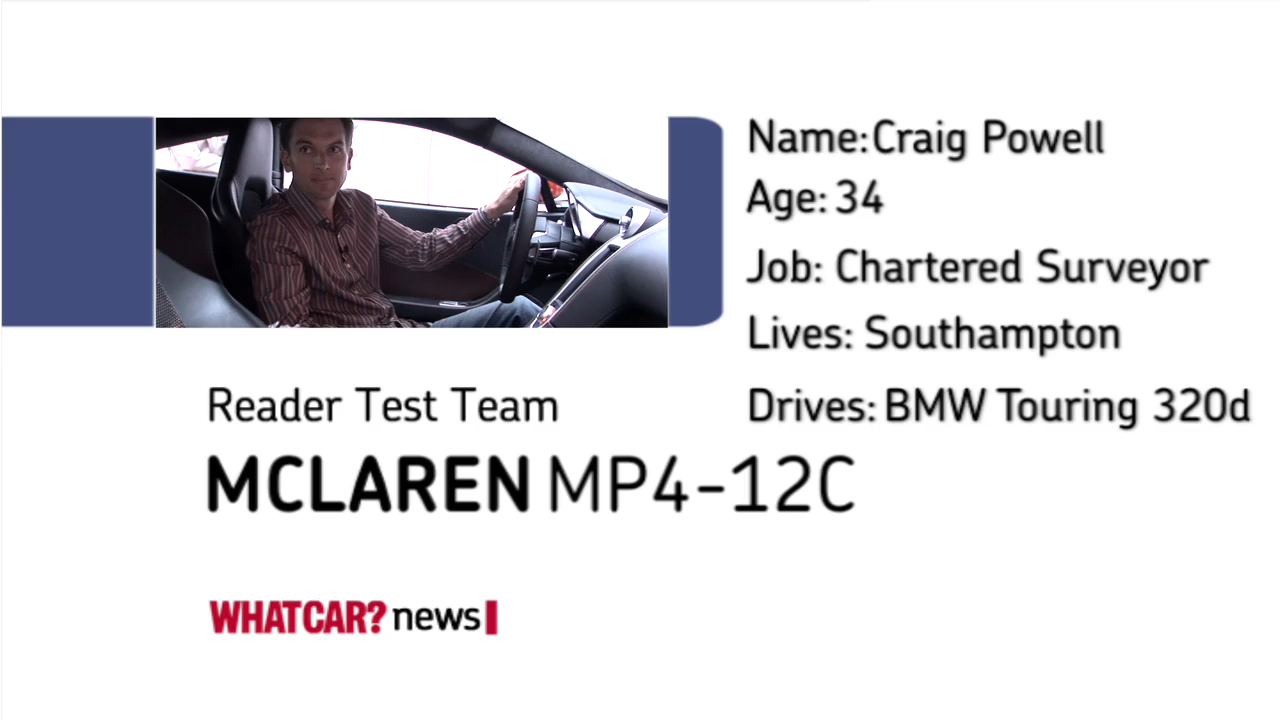 Name: Craig Powell
Age: 34
Job: Chartered Surveyor
Lives: Southampton
Drives: BMW Touring 320d
Reader Test Team
MCLAREN MP4-12C
WHATCAR? news